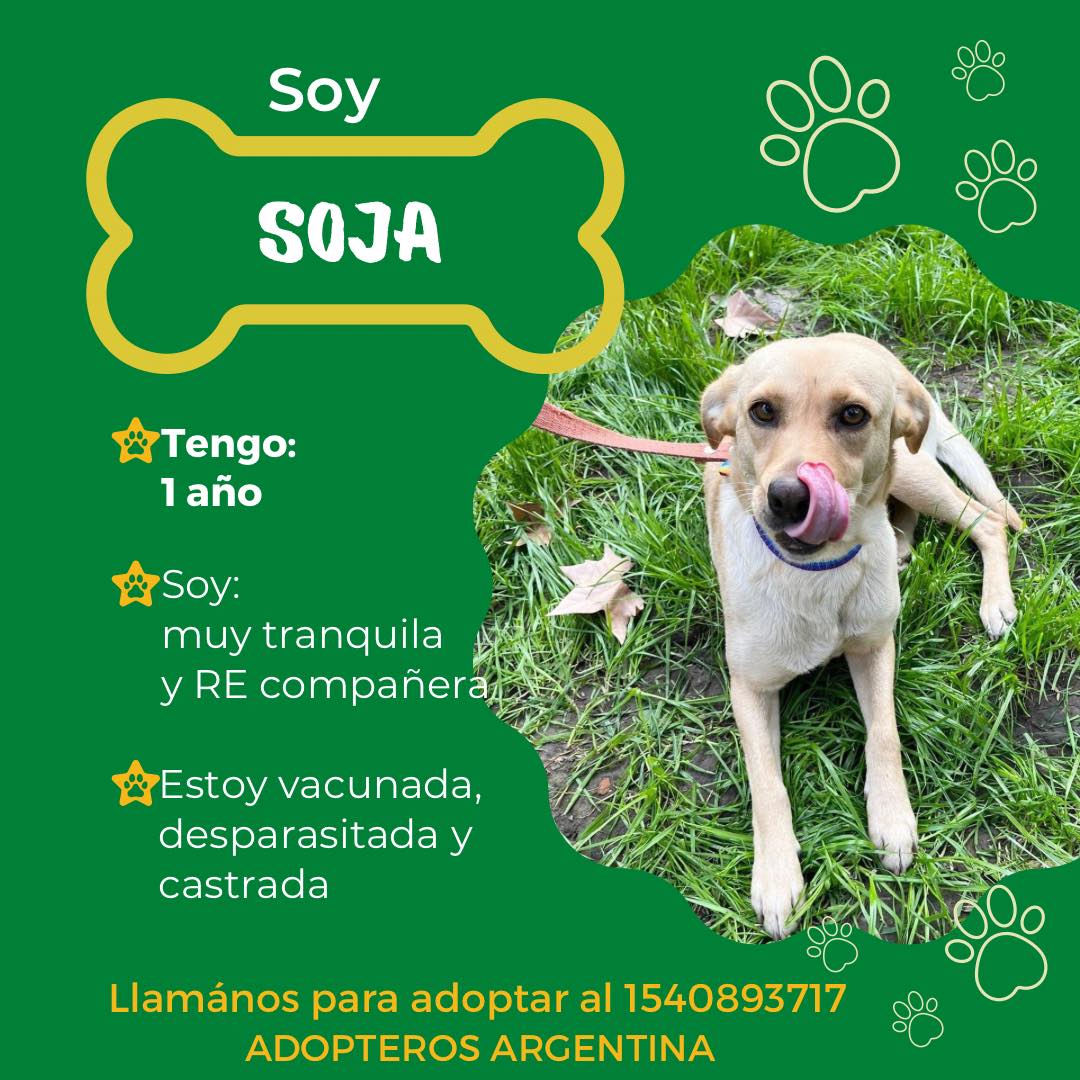 Soy
SOJA
Tengo:
1 año
Soy:
muy tranquila
y RE compañera
Estoy vacunada,
desparasitada y
castrada
Llamános para adoptar al 1540893717
ADOPTEROS ARGENTINA